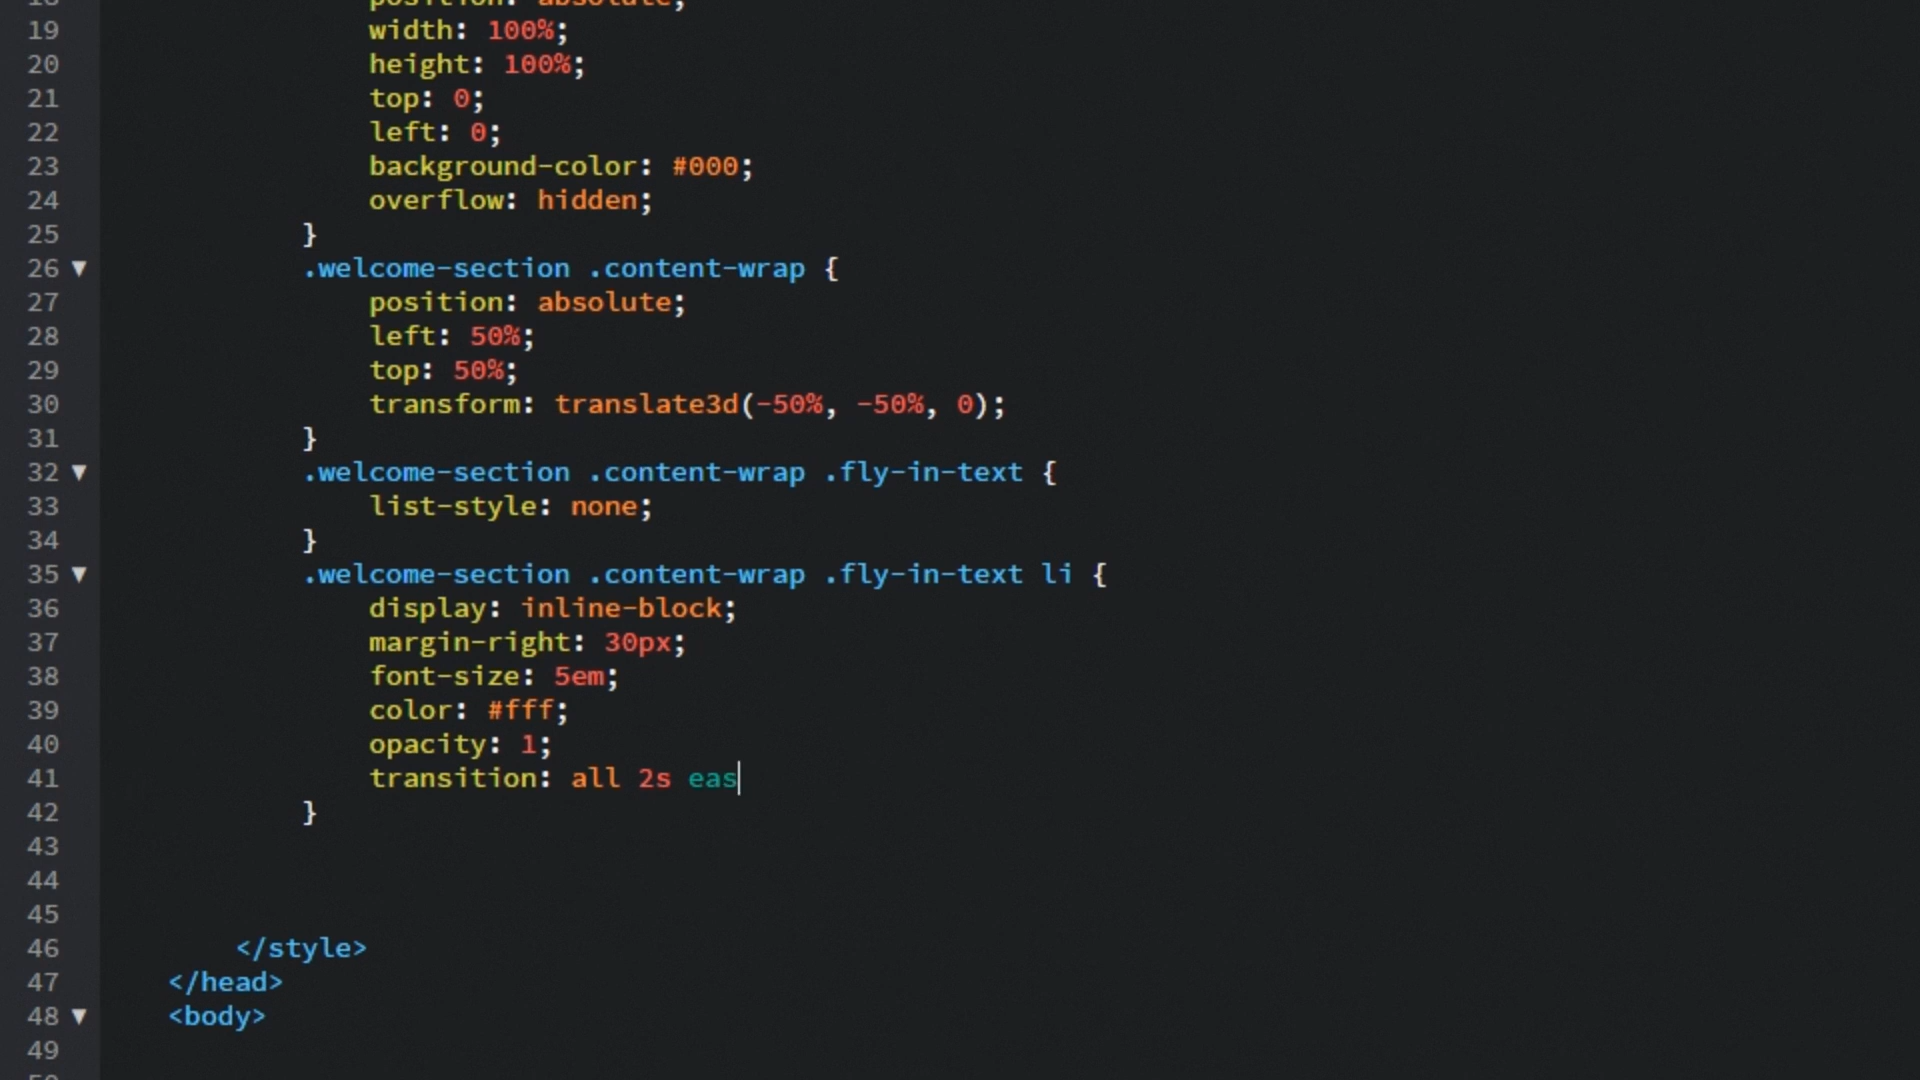 18 position: absolute;
19 width: 100%;
20 height: 100%;
21 top: 0;
22 left: 0;
23 background-color: #000;
24 overflow: hidden;
25 }
26 ▼ .welcome-section .content-wrap {
27 position: absolute;
28 left: 50%;
29 top: 50%;
30 transform: translate3d(-50%, -50%, 0);
31 }
32 ▼ .welcome-section .content-wrap .fly-in-text {
33 list-style: none;
34 }
35 ▼ .welcome-section .content-wrap .fly-in-text li {
36 display: inline-block;
37 margin-right: 30px;
38 font-size: 5em;
39 color: #fff;
40 opacity: 1;
41 transition: all 2s eas
42 }
43
44
45
46 </style>
47 </head>
48 ▼ <body>
49